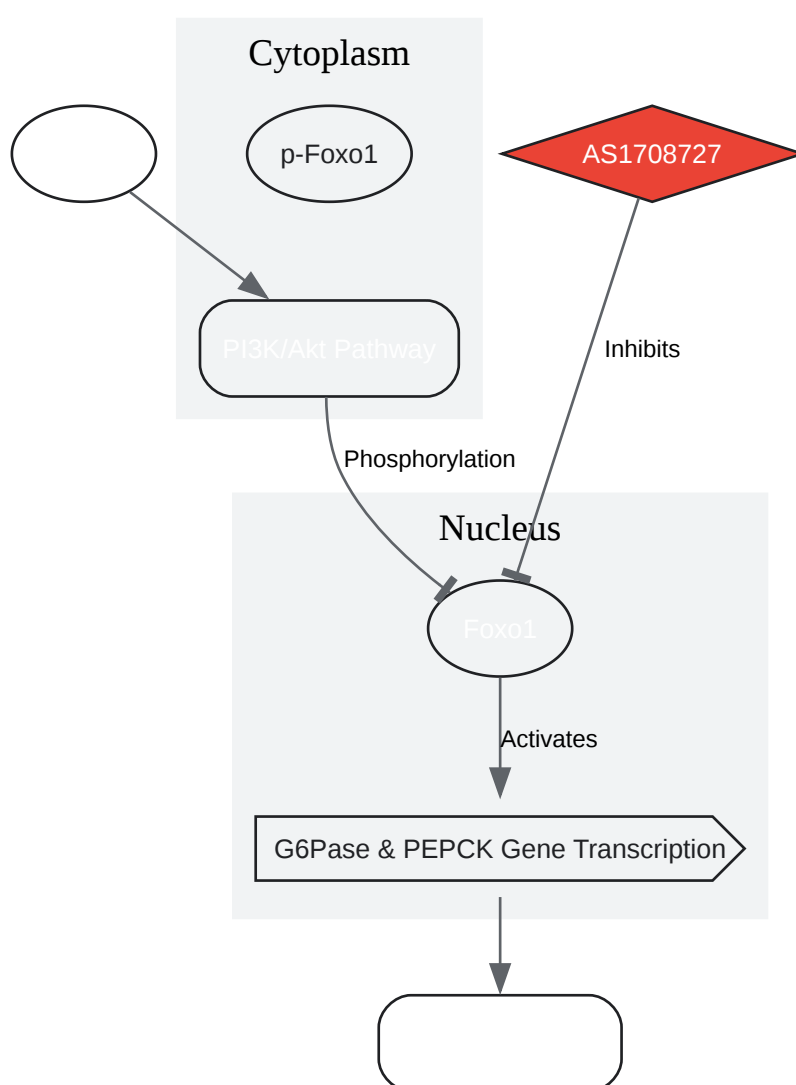 Cytoplasm
p-Foxo1
AS1708727
PI3K/Akt Pathway
Inhibits
Phosphorylation
Nucleus
Foxo1
Activates
G6Pase & PEPCK Gene Transcription